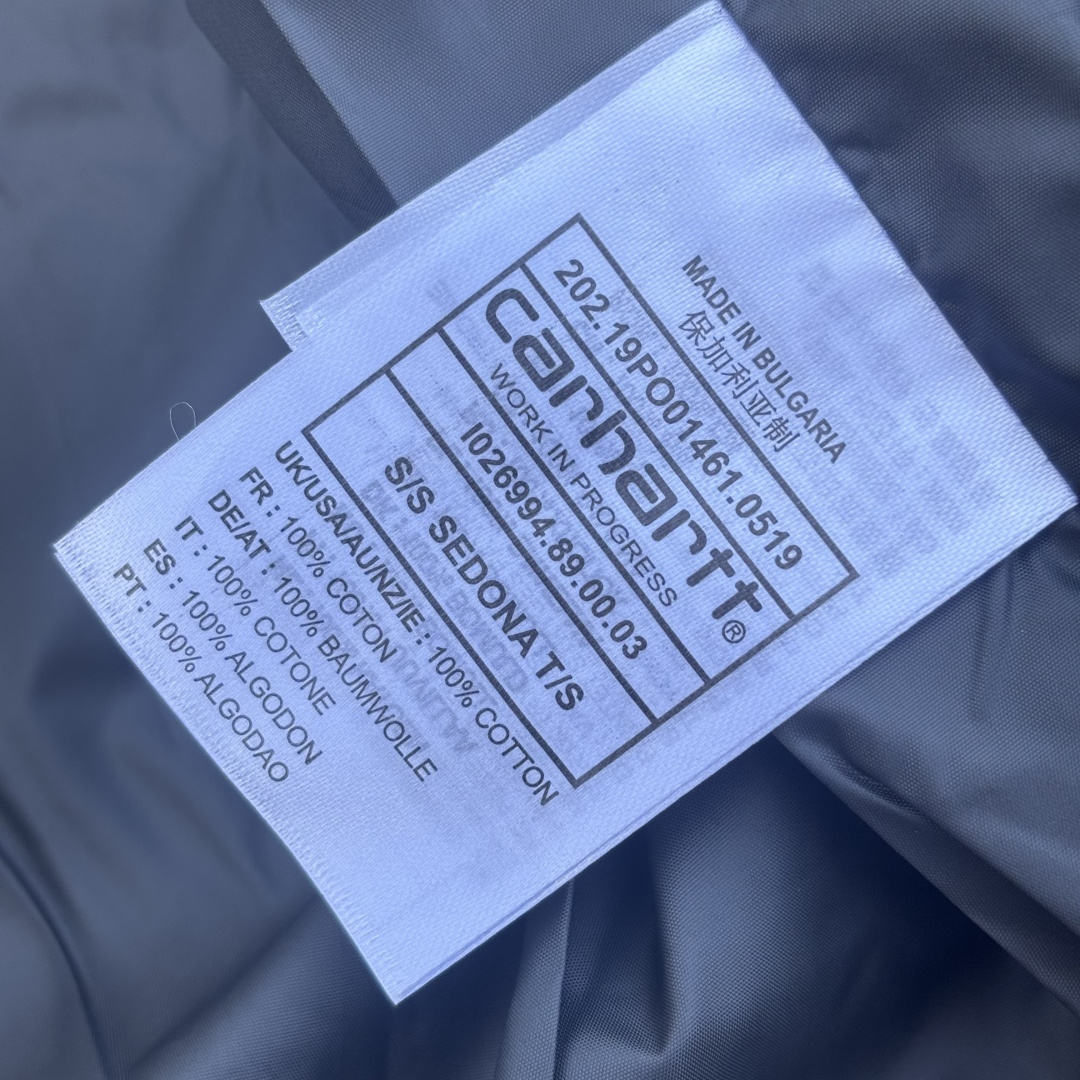 MADE IN BULGARIA
保加利亚制
202.19PO001461.0519
carhartt®
WORK IN PROGRESS
I026994.89.00.03
S/S SEDONA T/S
UK/USA/AU/NZ/IE : 100% COTTON
FR : 100% COTON
DE/AT : 100% BAUMWOLLE
IT : 100% COTONE
ES : 100% ALGODON
PT : 100% ALGODAO